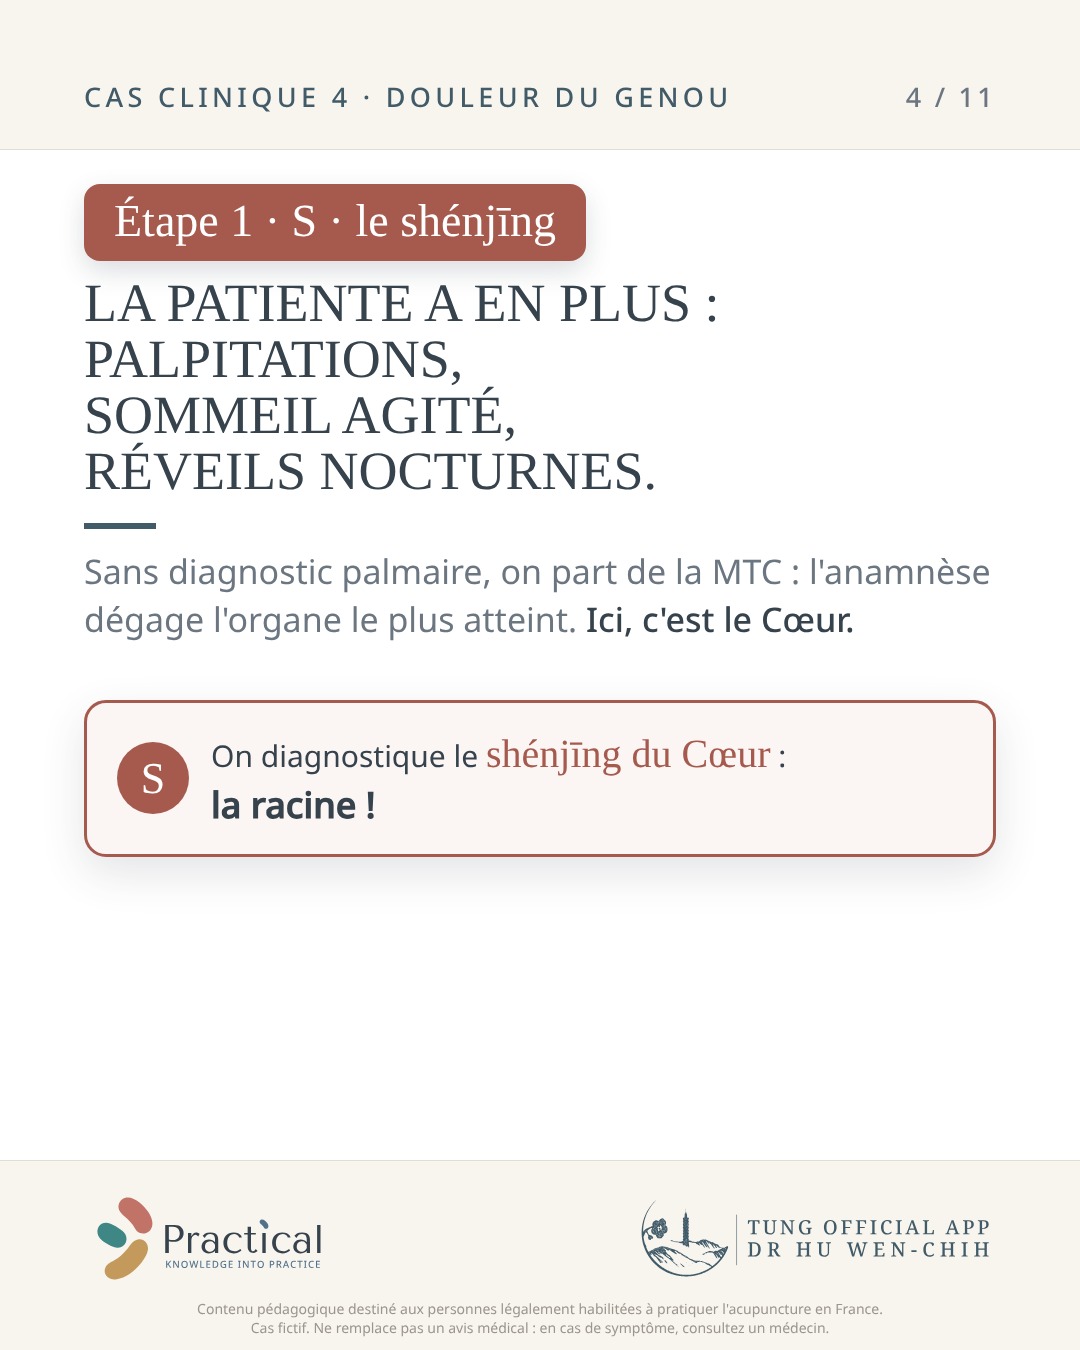 CAS CLINIQUE 4 · DOULEUR DU GENOU
4 / 11
Étape 1 · S · le shénjīng
LA PATIENTE A EN PLUS :
PALPITATIONS,
SOMMEIL AGITÉ,
RÉVEILS NOCTURNES.
Sans diagnostic palmaire, on part de la MTC : l'anamnèse
dégage l'organe le plus atteint. Ici, c'est le Cœur.
S
On diagnostique le shénjīng du Cœur :
la racine !
Practical
KNOWLEDGE INTO PRACTICE
TUNG OFFICIAL APP
DR HU WEN-CHIH
Contenu pédagogique destiné aux personnes légalement habilitées à pratiquer l'acupuncture en France.
Cas fictif. Ne remplace pas un avis médical : en cas de symptôme, consultez un médecin.